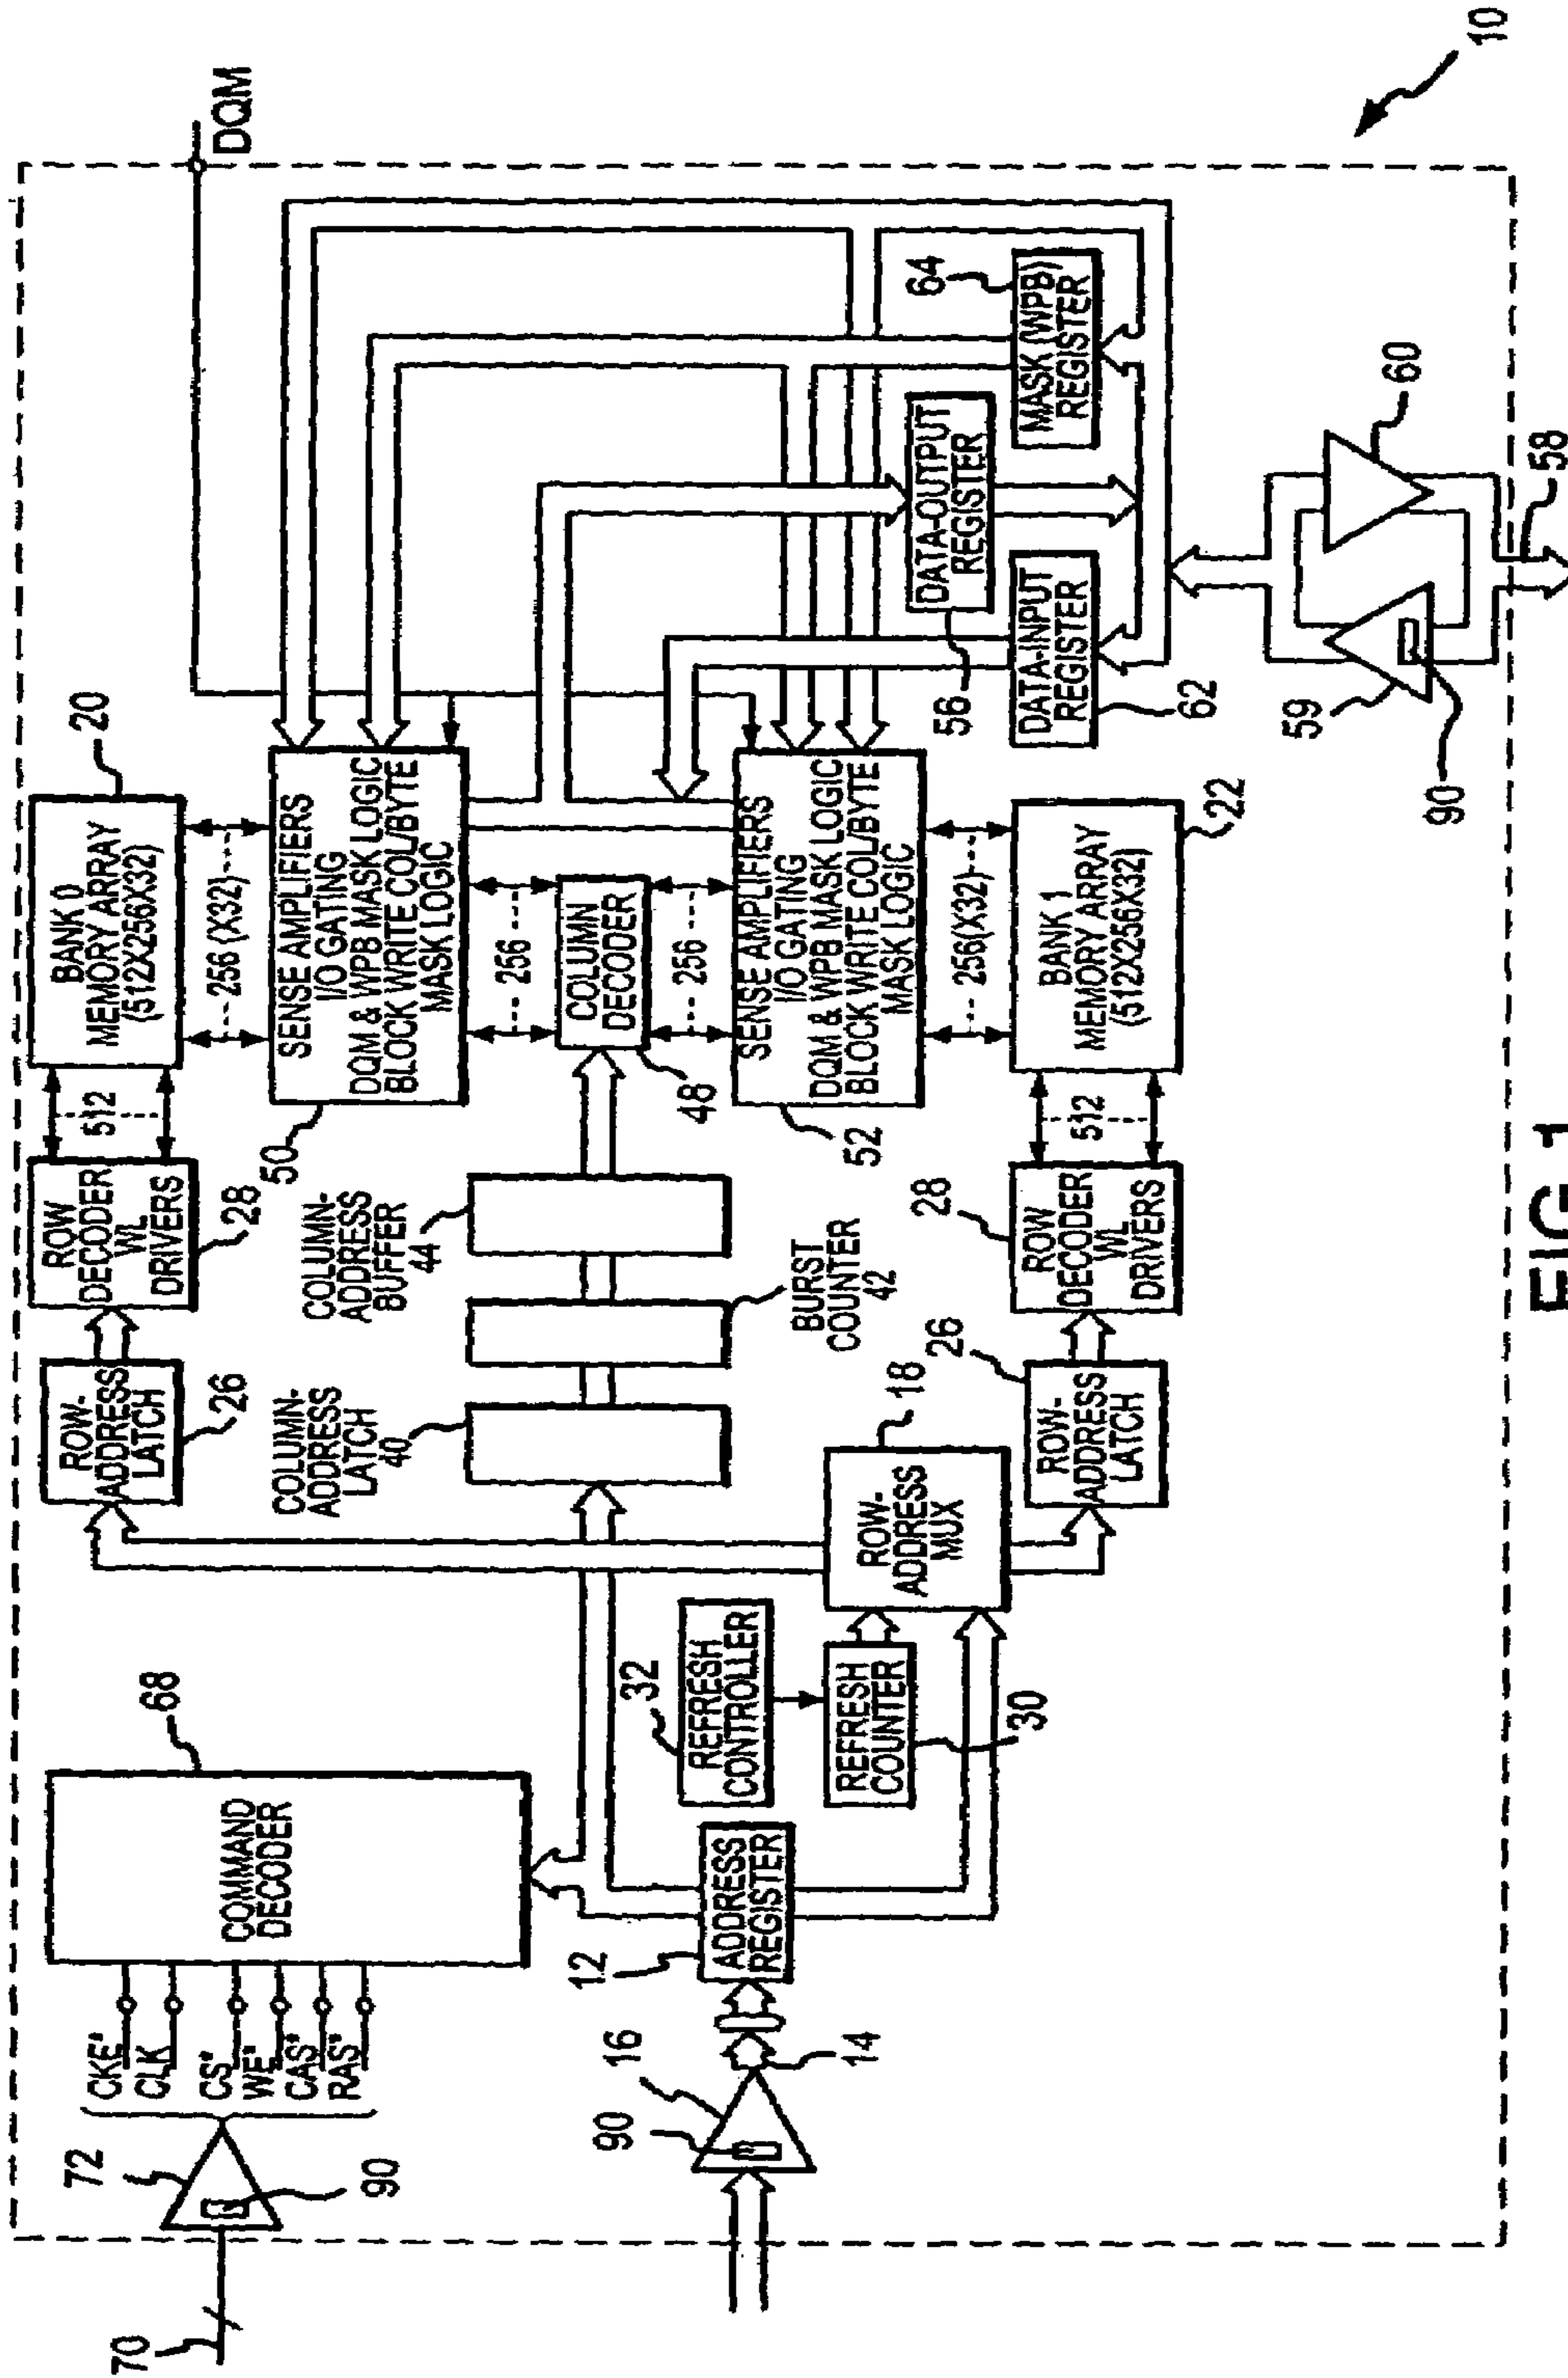 70
72
90
CKE*
CLK
CS*
WE*
CAS*
RAS*
COMMAND
DECODER
68
ROW-
ADDRESS
LATCH
26
ROW
DECODER
WL
DRIVERS
28
512
BANK 0
MEMORY ARRAY
(512X256X32)
20
256 (X32)
DQM
SENSE AMPLIFIERS
I/O GATING
DQM & WPB MASK LOGIC
BLOCK WRITE COL/BYTE
MASK LOGIC
50
COLUMN-
ADDRESS
LATCH
40
COLUMN-
ADDRESS
BUFFER
44
BURST
COUNTER
42
256
COLUMN
DECODER
48
256
SENSE AMPLIFIERS
I/O GATING
DQM & WPB MASK LOGIC
BLOCK WRITE COL/BYTE
MASK LOGIC
52
90
16
14
12
ADDRESS
REGISTER
REFRESH
CONTROLLER
32
REFRESH
COUNTER
30
ROW-
ADDRESS
MUX
18
ROW-
ADDRESS
LATCH
26
ROW
DECODER
WL
DRIVERS
28
512
256(X32)
BANK 1
MEMORY ARRAY
(512X256X32)
22
DATA-OUTPUT
REGISTER
56
DATA-INPUT
REGISTER
62
MASK (WPB)
REGISTER
64
59
90
60
58
10
FIG.1